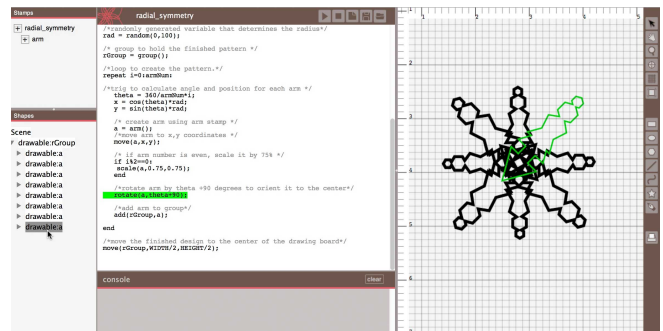 Stamps
radial_symmetry
arm
Shapes
Scene
drawable:rGroup
drawable:a
drawable:a
drawable:a
drawable:a
drawable:a
drawable:a
drawable:a
drawable:a
radial_symmetry
/*randomly generated variable that determines the radius*/
rad = random(0,100);
/* group to hold the finished pattern */
rGroup = group();
/*loop to create the pattern.*/
repeat i=0:armNum:
/*trig to calculate angle and position for each arm */
theta = 360/armNum*i;
x = cos(theta)*rad;
y = sin(theta)*rad;
/* create arm using arm stamp */
a = arm();
/*move arm to x,y coordinates */
move(a,x,y);
/* if arm number is even, scale it by 75% */
if i%2==0:
scale(a,0.75,0.75);
end
/*rotate arm by theta +90 degrees to orient it to the center*/
rotate(a,theta+90);
/*add arm to group*/
add(rGroup,a);
end
/*move the finished design to the center of the drawing board*/
move(rGroup,WIDTH/2,HEIGHT/2);
console
clear
1
1 2 3 4 5
2
3
4
5
6